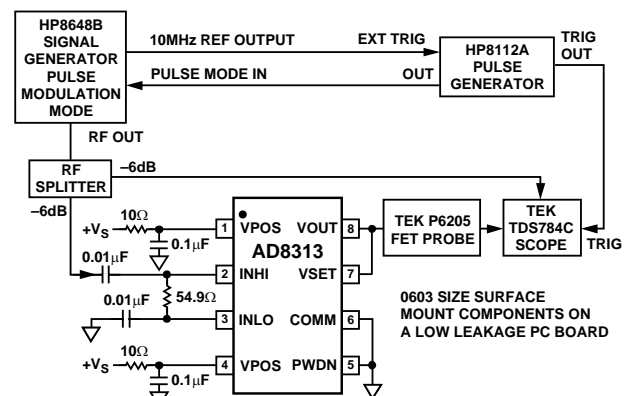 HP8648B
SIGNAL
GENERATOR
PULSE
MODULATION
MODE
10MHz REF OUTPUT
EXT TRIG
PULSE MODE IN
OUT
HP8112A
PULSE
GENERATOR
TRIG
OUT
RF OUT
RF
SPLITTER
–6dB
–6dB
+VS
10Ω
0.1μF
0.01μF
54.9Ω
0.01μF
+VS
10Ω
0.1μF
1 VPOS
VOUT 8
AD8313
2 INHI
VSET 7
3 INLO
COMM 6
4 VPOS
PWDN 5
TEK P6205
FET PROBE
TEK
TDS784C
SCOPE
TRIG
0603 SIZE SURFACE
MOUNT COMPONENTS ON
A LOW LEAKAGE PC BOARD